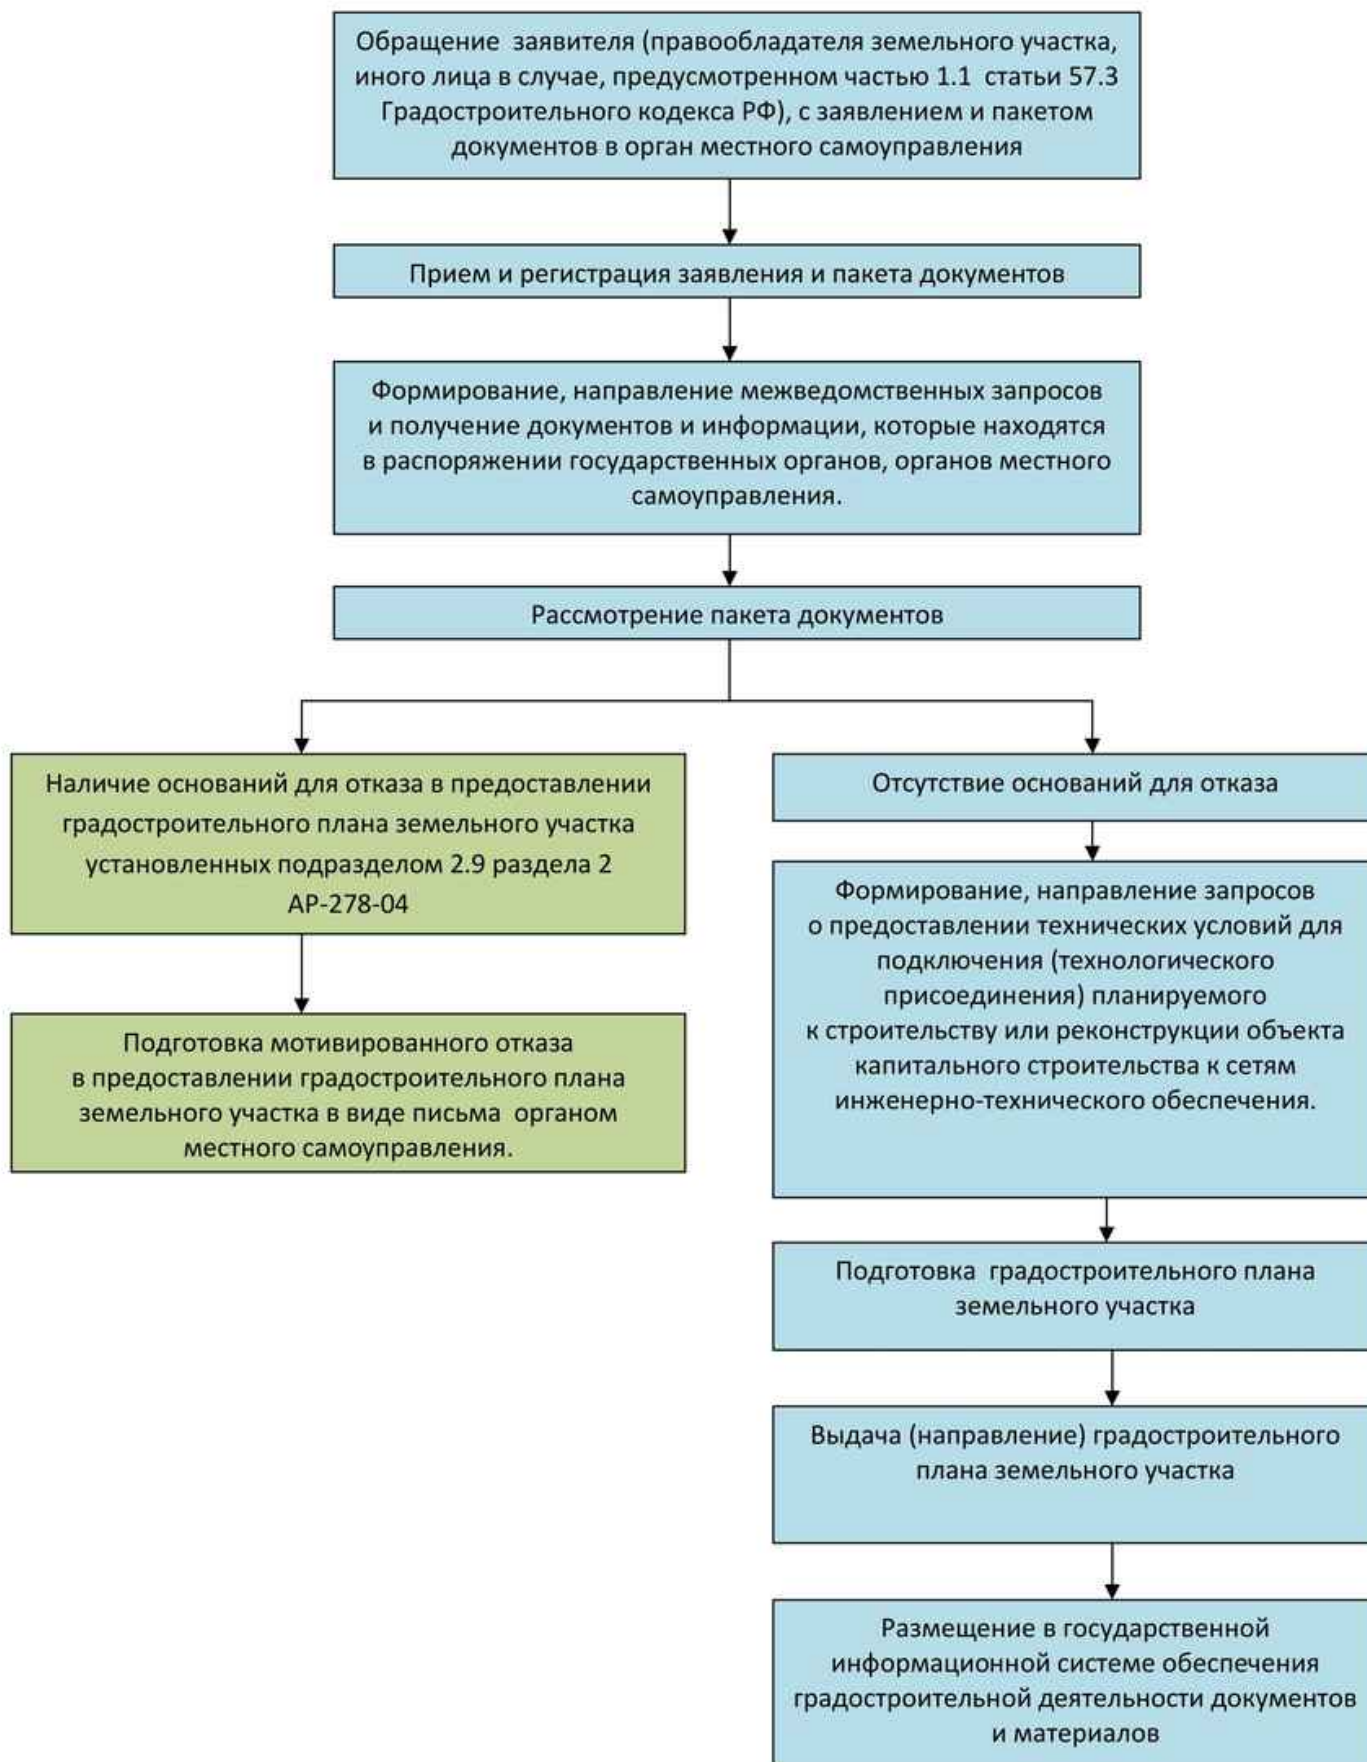 Обращение заявителя (правообладателя земельного участка,
иного лица в случае, предусмотренном частью 1.1 статьи 57.3
Градостроительного кодекса РФ), с заявлением и пакетом
документов в орган местного самоуправления
Прием и регистрация заявления и пакета документов
Формирование, направление межведомственных запросов
и получение документов и информации, которые находятся
в распоряжении государственных органов, органов местного
самоуправления.
Рассмотрение пакета документов
Наличие оснований для отказа в предоставлении
градостроительного плана земельного участка
установленных подразделом 2.9 раздела 2
АР-278-04
Подготовка мотивированного отказа
в предоставлении градостроительного плана
земельного участка в виде письма органом
местного самоуправления.
Отсутствие оснований для отказа
Формирование, направление запросов
о предоставлении технических условий для
подключения (технологического
присоединения) планируемого
к строительству или реконструкции объекта
капитального строительства к сетям
инженерно-технического обеспечения.
Подготовка градостроительного плана
земельного участка
Выдача (направление) градостроительного
плана земельного участка
Размещение в государственной
информационной системе обеспечения
градостроительной деятельности документов
и материалов